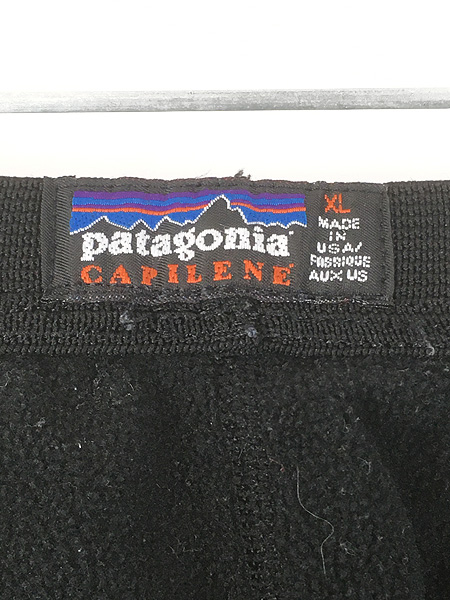 patagonia
CAPILENE
XL
MADE
IN
USA/
FABRIQUE
AUX US